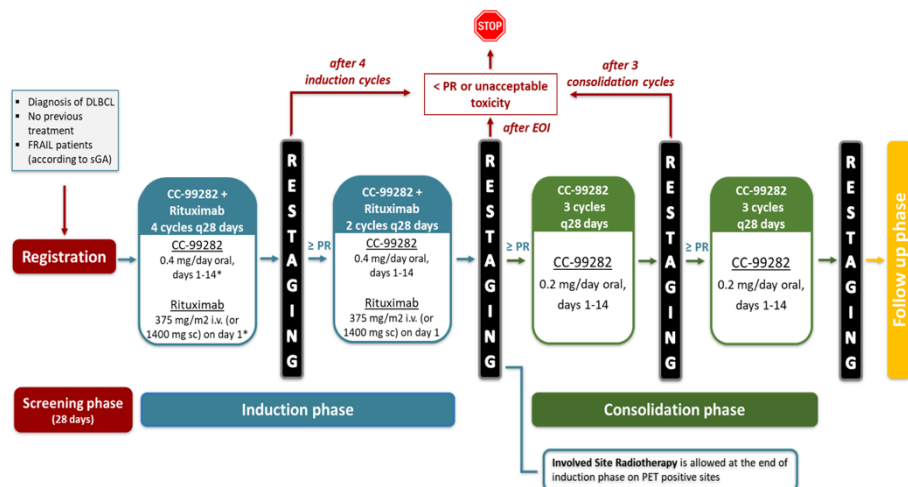 STOP
after 4
induction cycles
< PR or unacceptable
toxicity
after 3
consolidation cycles
after EOI
▪ Diagnosis of DLBCL
▪ No previous
treatment
▪ FRAIL patients
(according to sGA)
Registration
CC-99282 +
Rituximab
4 cycles q28 days
CC-99282
0.4 mg/day oral,
days 1-14*
Rituximab
375 mg/m2 i.v. (or
1400 mg sc) on day 1*
RESTAGING
≥ PR
CC-99282 +
Rituximab
2 cycles q28 days
CC-99282
0.4 mg/day oral,
days 1-14
Rituximab
375 mg/m2 i.v. (or
1400 mg sc) on day 1
RESTAGING
≥ PR
CC-99282
3 cycles
q28 days
CC-99282
0.2 mg/day oral,
days 1-14
RESTAGING
≥ PR
CC-99282
3 cycles
q28 days
CC-99282
0.2 mg/day oral,
days 1-14
RESTAGING
Follow up phase
Screening phase
(28 days)
Induction phase
Consolidation phase
Involved Site Radiotherapy is allowed at the end of
induction phase on PET positive sites